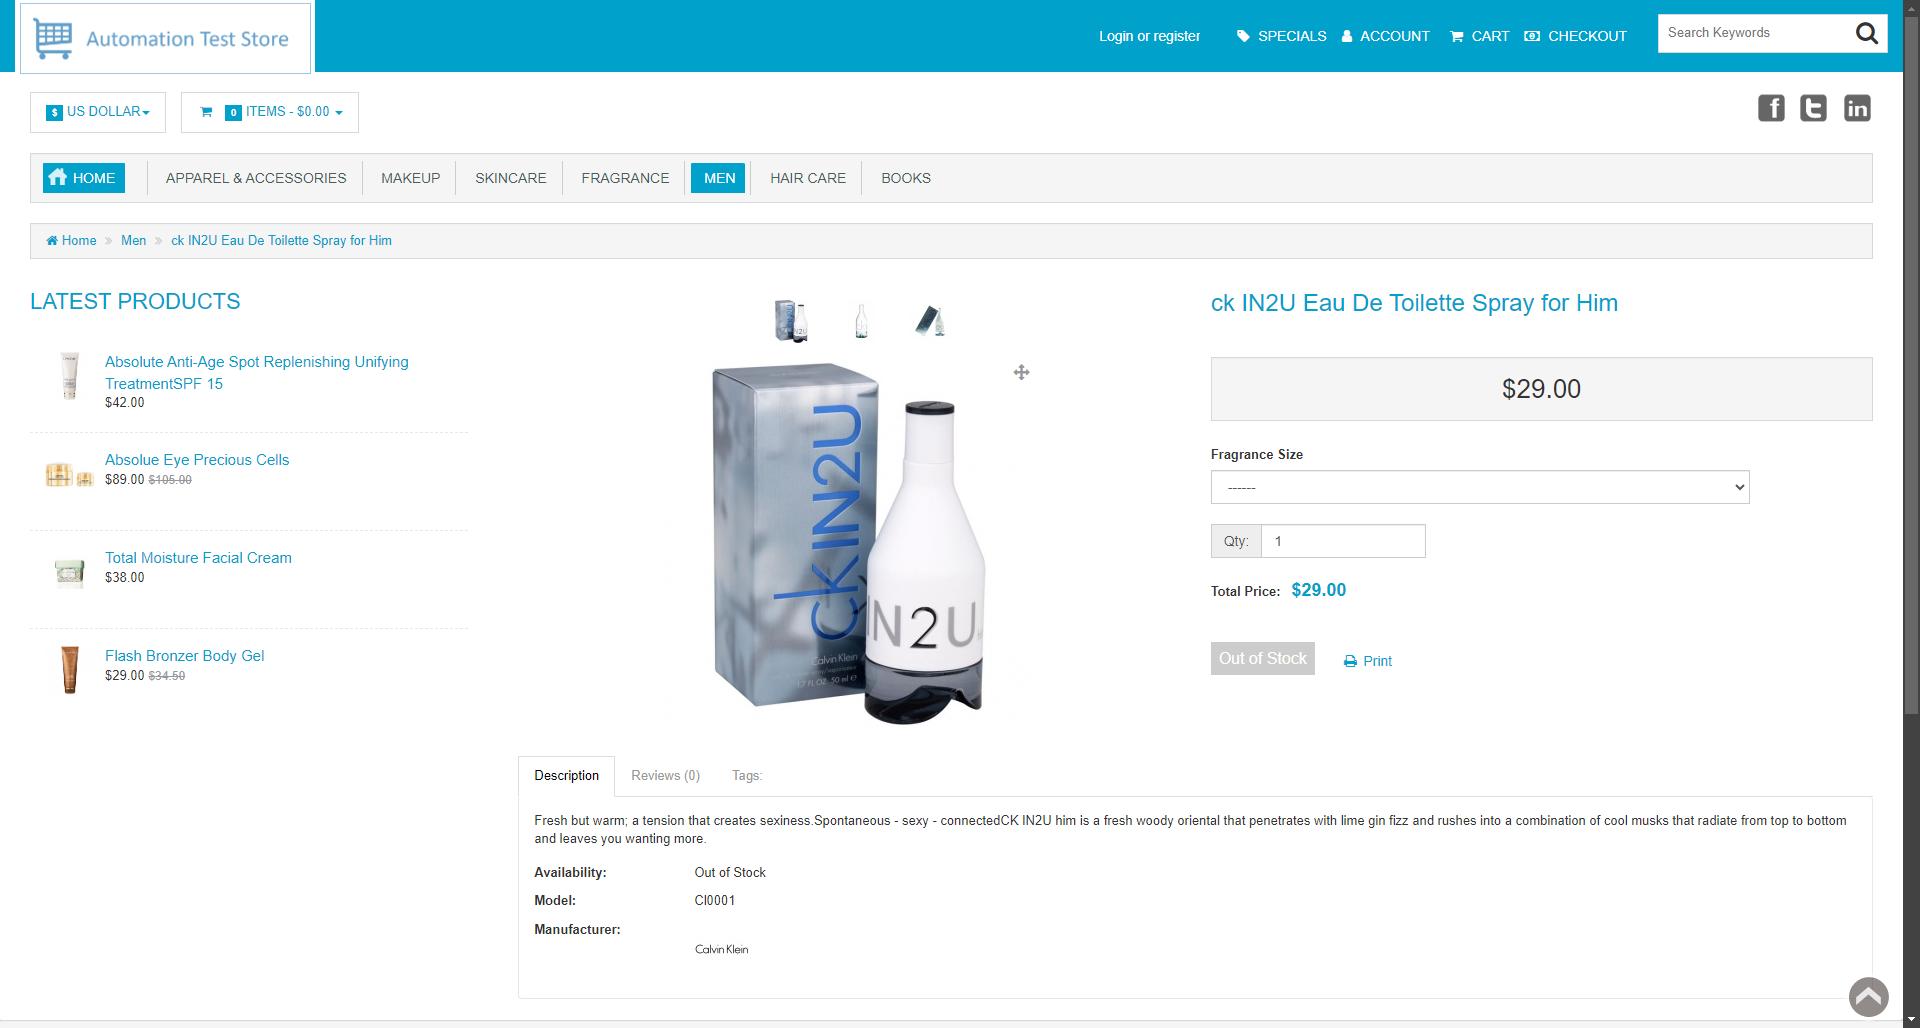 Automation Test Store
Login or register
SPECIALS
ACCOUNT
CART
CHECKOUT
Search Keywords
$ US DOLLAR
0 ITEMS - $0.00
HOME
APPAREL & ACCESSORIES
MAKEUP
SKINCARE
FRAGRANCE
MEN
HAIR CARE
BOOKS
Home » Men » ck IN2U Eau De Toilette Spray for Him
LATEST PRODUCTS
Absolute Anti-Age Spot Replenishing Unifying
TreatmentSPF 15
$42.00
Absolue Eye Precious Cells
$89.00 $105.00
Total Moisture Facial Cream
$38.00
Flash Bronzer Body Gel
$29.00 $34.50
ckIN2U
Calvin Klein
1.7 FL.OZ. 50 ml e
IN2U
ck IN2U Eau De Toilette Spray for Him
$29.00
Fragrance Size
------
Qty: 1
Total Price: $29.00
Out of Stock
Print
Description
Reviews (0)
Tags:
Fresh but warm; a tension that creates sexiness.Spontaneous - sexy - connectedCK IN2U him is a fresh woody oriental that penetrates with lime gin fizz and rushes into a combination of cool musks that radiate from top to bottom
and leaves you wanting more.
Availability: Out of Stock
Model: CI0001
Manufacturer:
Calvin Klein